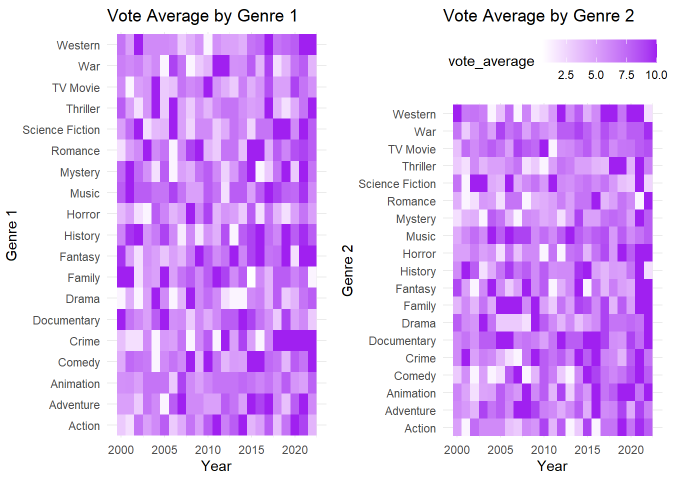 Vote Average by Genre 1
Genre 1
Western
War
TV Movie
Thriller
Science Fiction
Romance
Mystery
Music
Horror
History
Fantasy
Family
Drama
Documentary
Crime
Comedy
Animation
Adventure
Action
2000 2005 2010 2015 2020
Year
Vote Average by Genre 2
vote_average
2.5 5.0 7.5 10.0
Genre 2
Western
War
TV Movie
Thriller
Science Fiction
Romance
Mystery
Music
Horror
History
Fantasy
Family
Drama
Documentary
Crime
Comedy
Animation
Adventure
Action
2000 2005 2010 2015 2020
Year